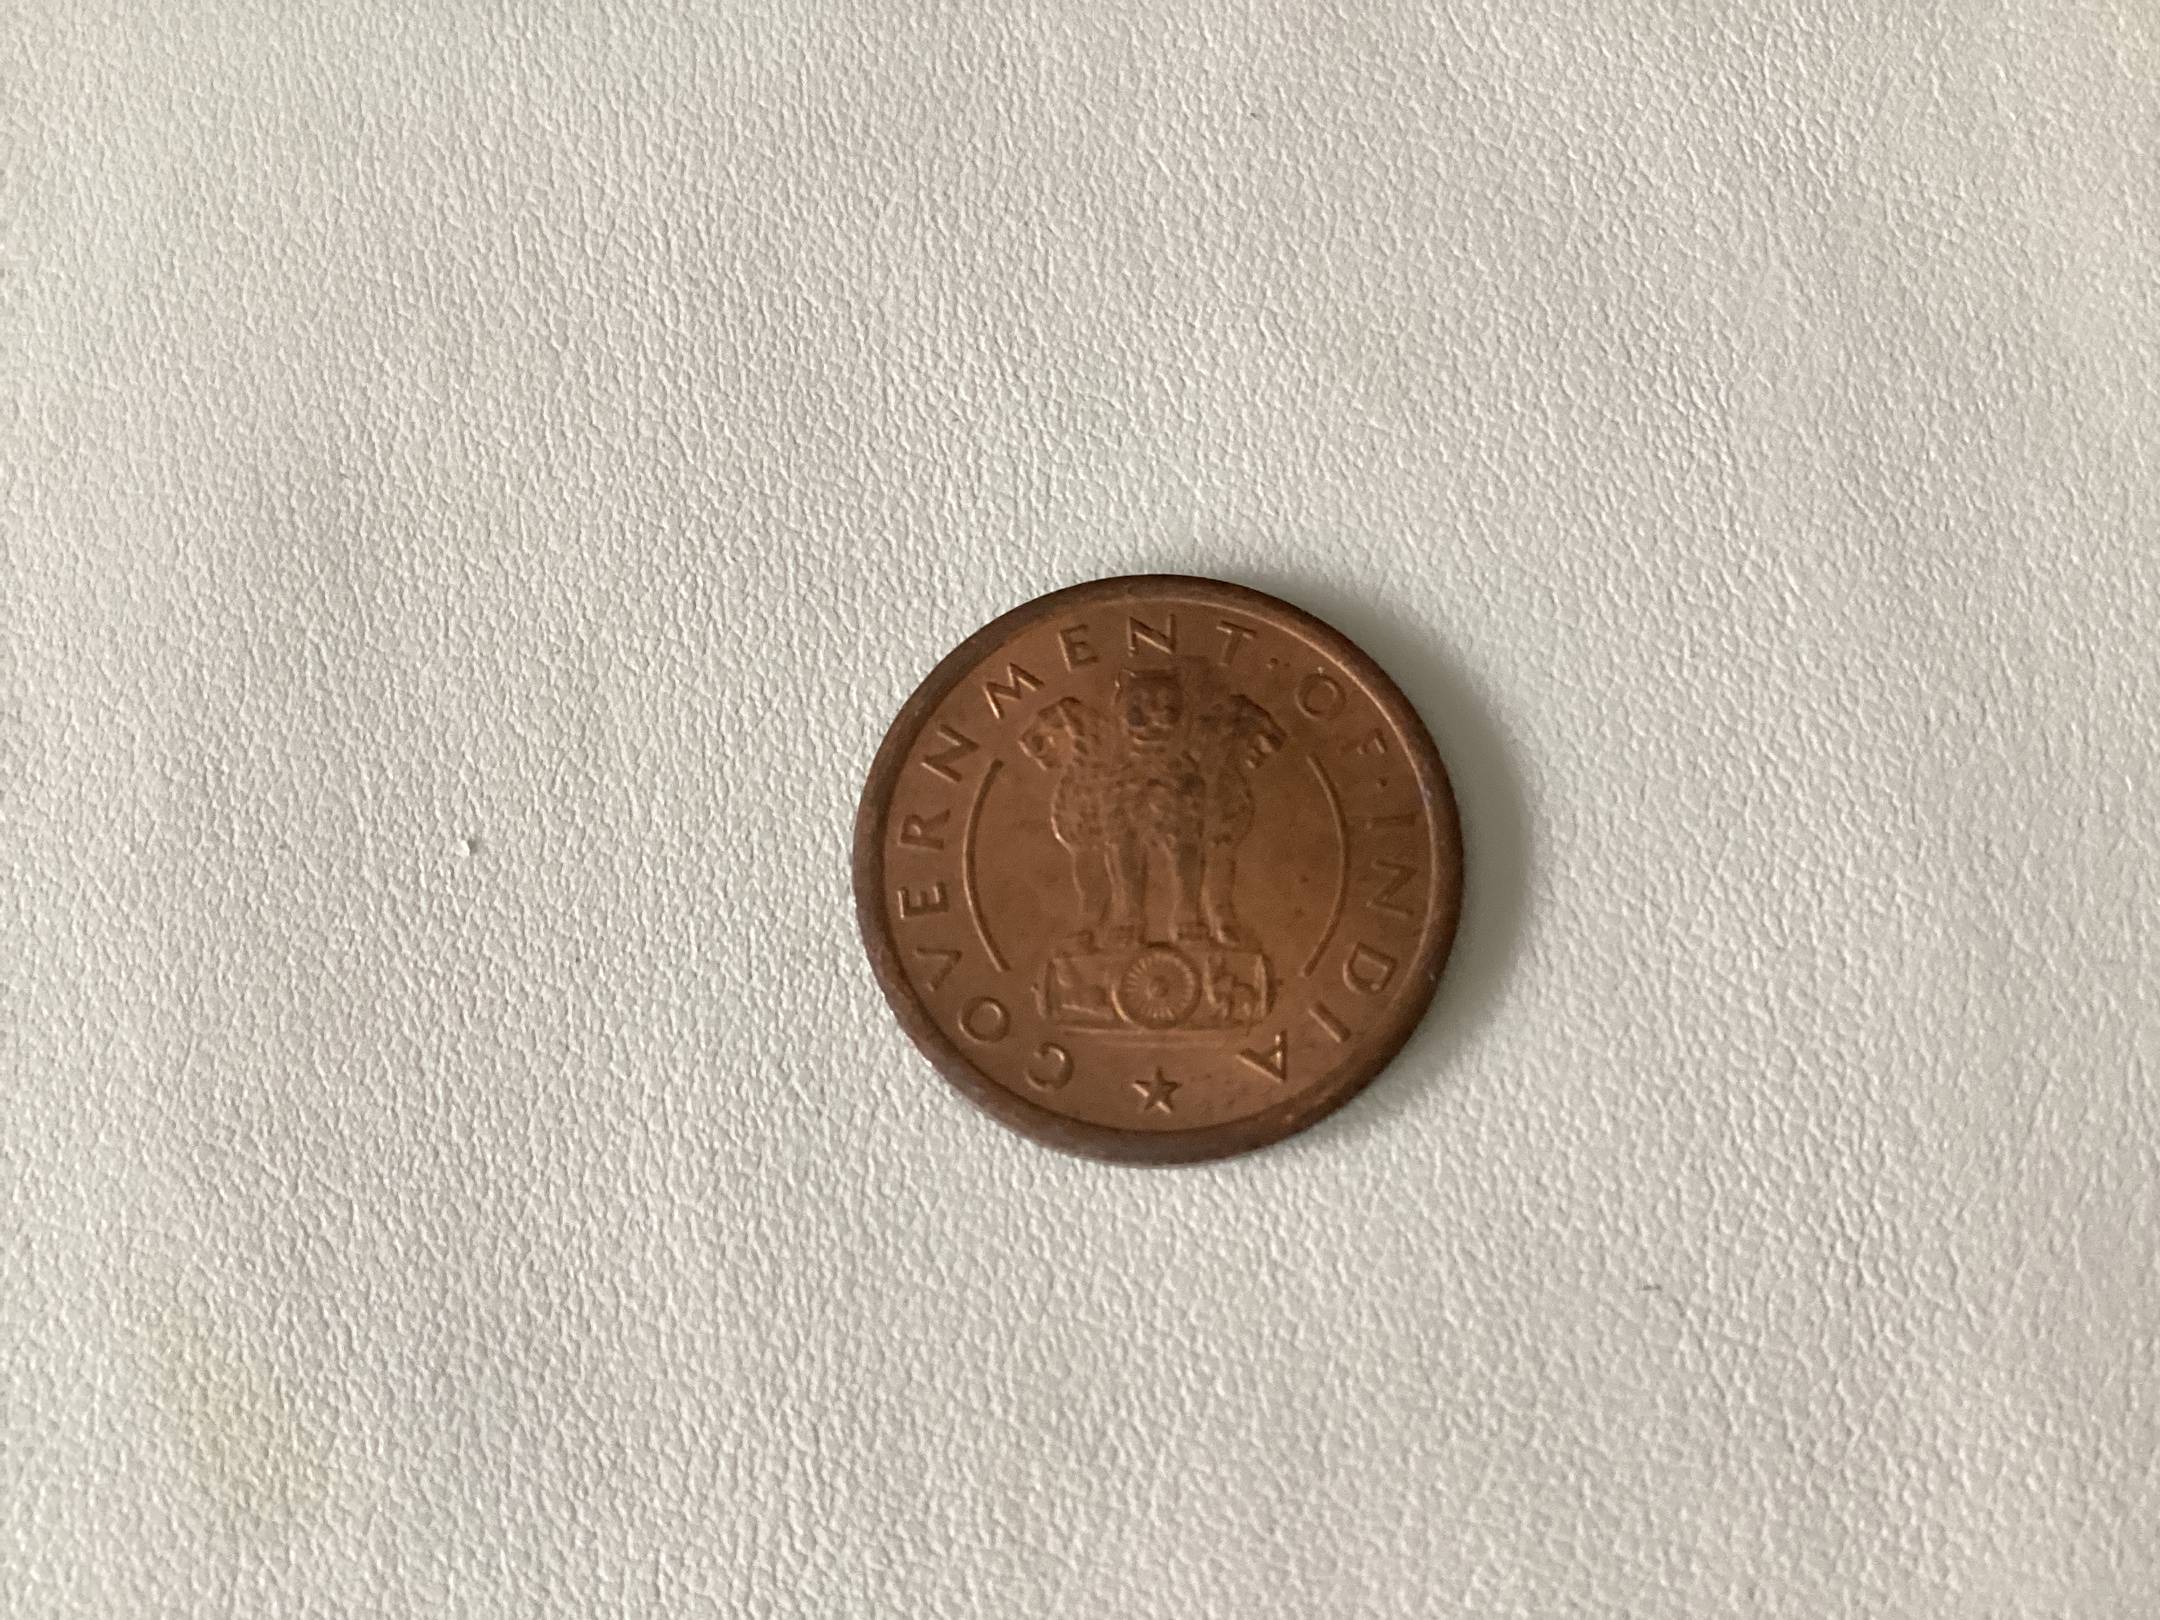 GOVERNMENT · OF · INDIA